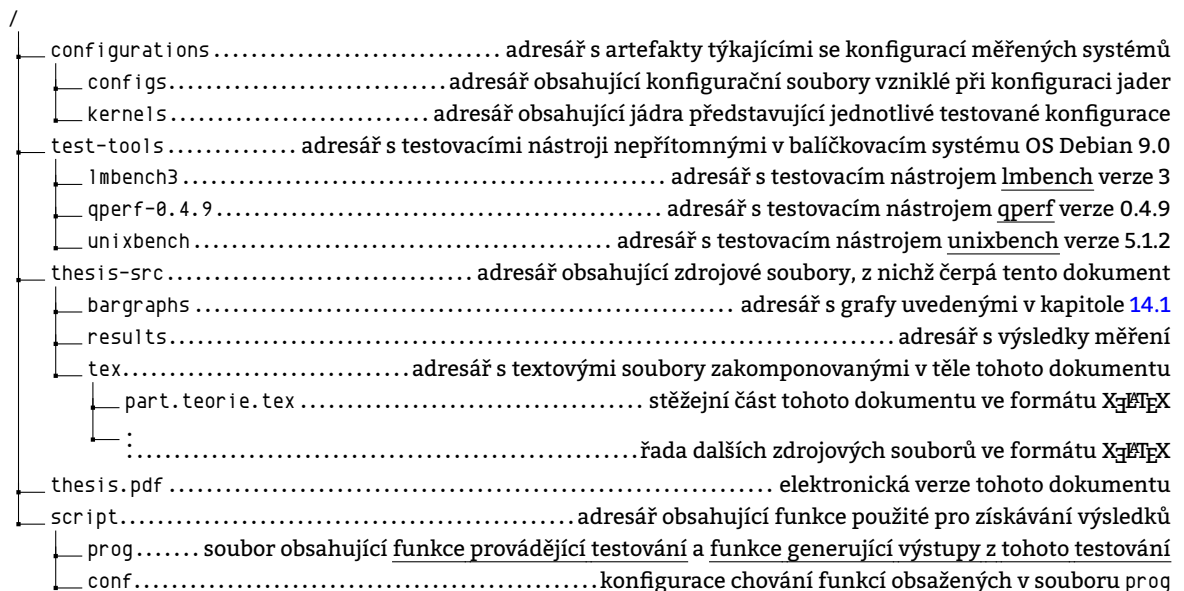 /
configurations................................ adresář s artefakty týkajícími se konfigurací měřených systémů
configs...............................adresář obsahující konfigurační soubory vzniklé při konfiguraci jader
kernels............................. adresář obsahující jádra představující jednotlivé testované konfigurace
test-tools.............. adresář s testovacími nástroji nepřítomnými v balíčkovacím systému OS Debian 9.0
lmbench3...................................................... adresář s testovacím nástrojem lmbench verze 3
qperf-0.4.9.................................................. adresář s testovacím nástrojem qperf verze 0.4.9
unixbench.............................................. adresář s testovacím nástrojem unixbench verze 5.1.2
thesis-src.................................. adresář obsahující zdrojové soubory, z nichž čerpá tento dokument
bargraphs ............................................................ adresář s grafy uvedenými v kapitole 14.1
results................................................................................adresář s výsledky měření
tex................................adresář s textovými soubory zakomponovanými v těle tohoto dokumentu
part.teorie.tex ...................................... stěžejní část tohoto dokumentu ve formátu XƎLATEX
:........................................................řada dalších zdrojových souborů ve formátu XƎLATEX
thesis.pdf ................................................................... elektronická verze tohoto dokumentu
script...................................................adresář obsahující funkce použité pro získávání výsledků
prog....... soubor obsahující funkce provádějící testování a funkce generující výstupy z tohoto testování
conf....................................................konfigurace chování funkcí obsažených v souboru prog